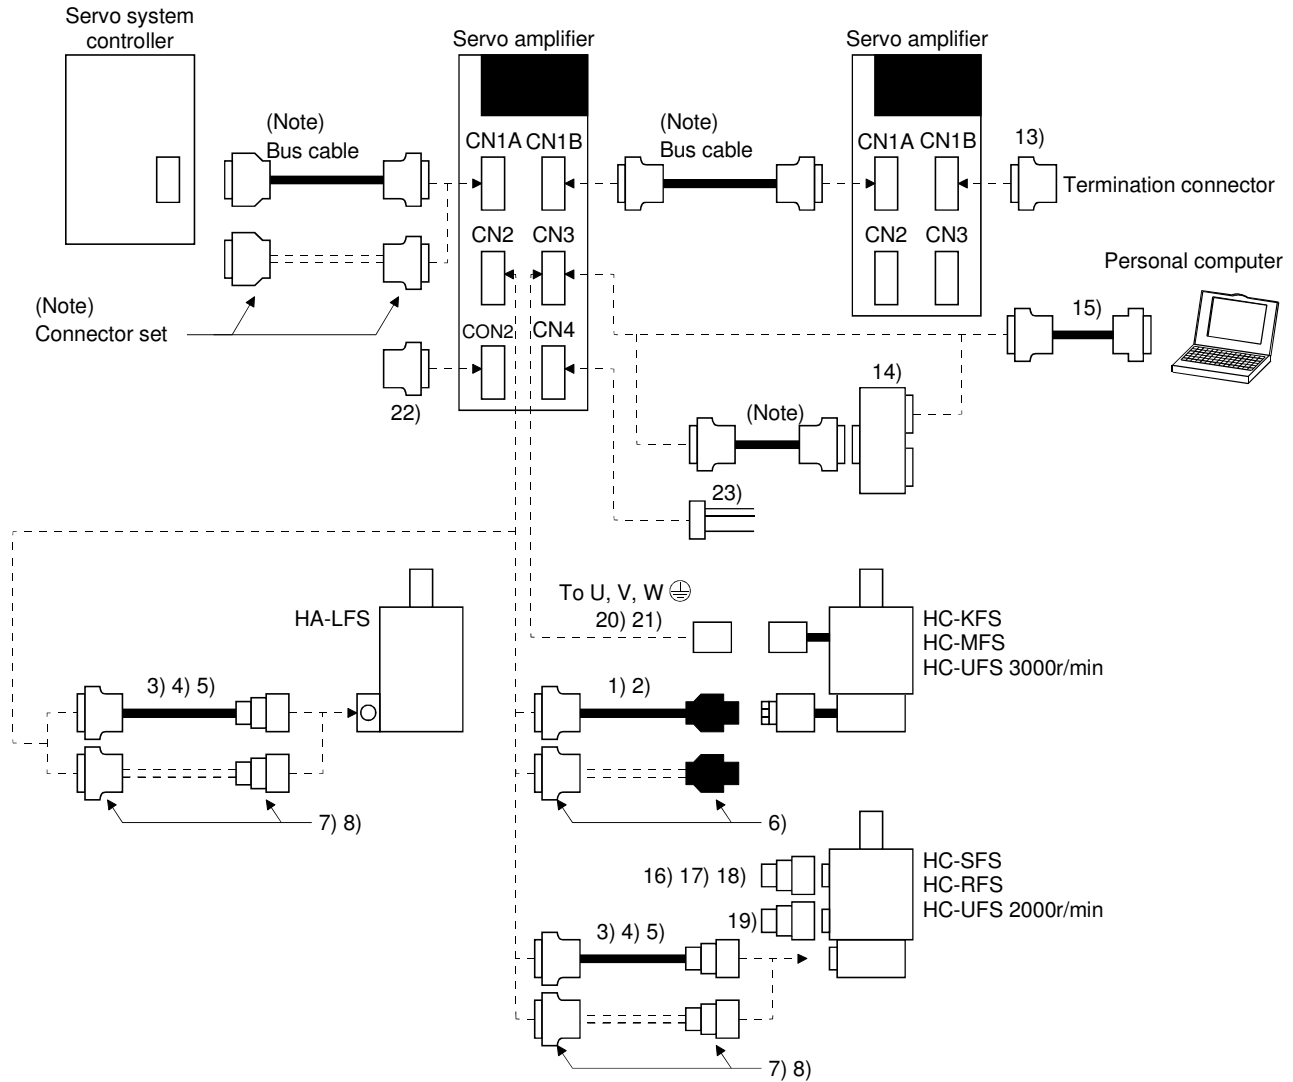 Servo system
controller
Servo amplifier
Servo amplifier
(Note)
Bus cable
CN1A CN1B
(Note)
Bus cable
CN1A CN1B
13)
Termination connector
CN2 CN3
CN2 CN3
Personal computer
(Note)
Connector set
CON2 CN4
15)
22)
14)
(Note)
23)
To U, V, W
20) 21)
HA-LFS
HC-KFS
HC-MFS
HC-UFS 3000r/min
3) 4) 5)
1) 2)
7) 8)
6)
16) 17) 18)
HC-SFS
HC-RFS
HC-UFS 2000r/min
19)
3) 4) 5)
7) 8)